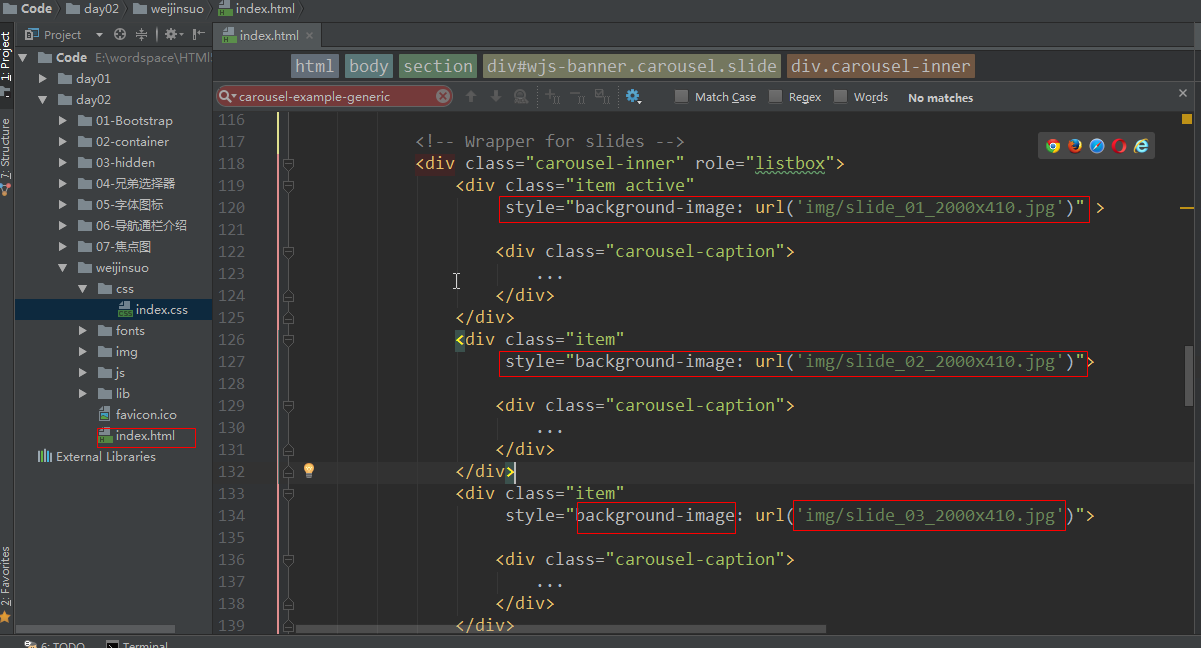 Code day02 weijinsuo index.html
Project
Code E:\wordspace\HTML
day01
day02
01-Bootstrap
02-container
03-hidden
04-兄弟选择器
05-字体图标
06-导航通栏介绍
07-焦点图
weijinsuo
css
index.css
fonts
img
js
lib
favicon.ico
index.html
External Libraries
1: Project
7: Structure
2: Favorites
index.html
html body section div#wjs-banner.carousel.slide div.carousel-inner
carousel-example-generic Match Case Regex Words No matches
116
117 <!-- Wrapper for slides -->
118 <div class="carousel-inner" role="listbox">
119 <div class="item active"
120 style="background-image: url('img/slide_01_2000x410.jpg')" >
121
122 <div class="carousel-caption">
123 ...
124 </div>
125 </div>
126 <div class="item"
127 style="background-image: url('img/slide_02_2000x410.jpg')">
128
129 <div class="carousel-caption">
130 ...
131 </div>
132 </div>
133 <div class="item"
134 style="background-image: url('img/slide_03_2000x410.jpg')">
135
136 <div class="carousel-caption">
137 ...
138 </div>
139 </div>
6: TODO Terminal